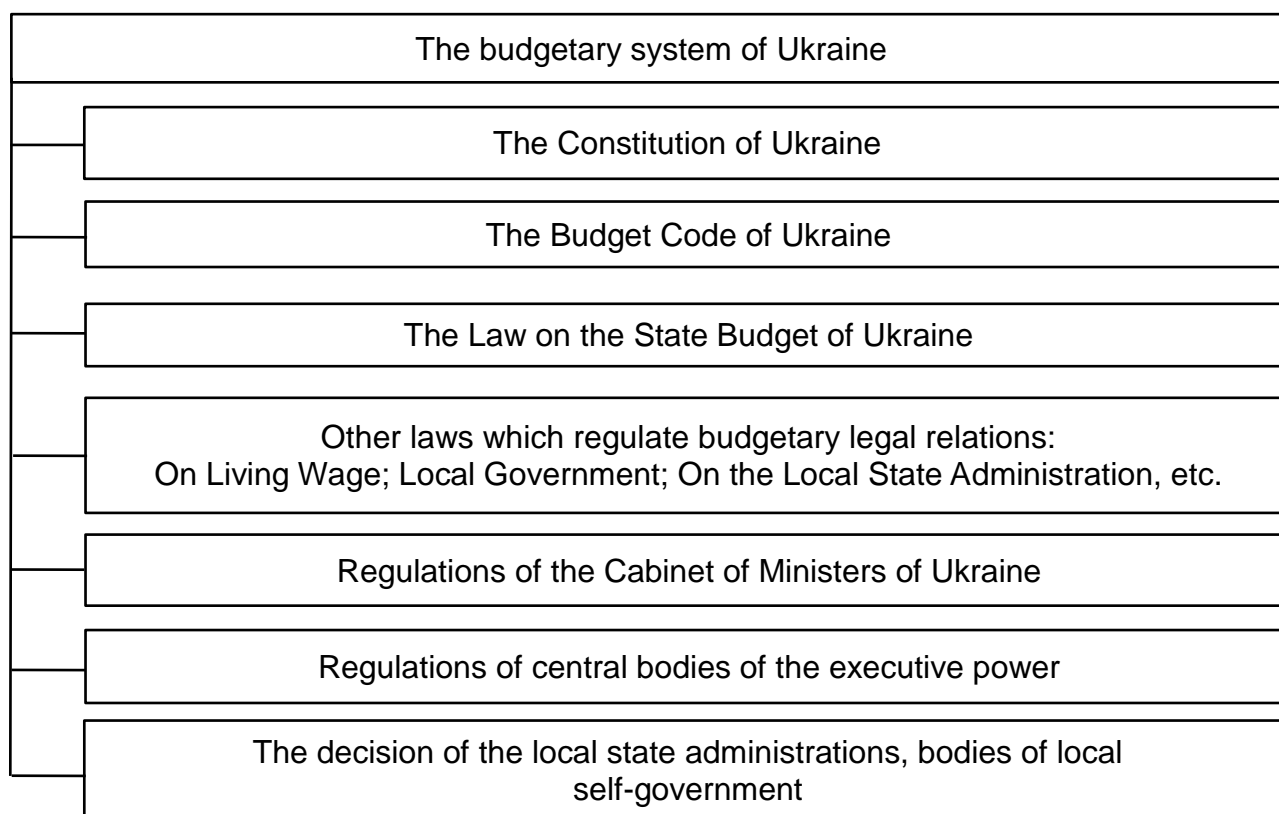 The budgetary system of Ukraine
The Constitution of Ukraine
The Budget Code of Ukraine
The Law on the State Budget of Ukraine
Other laws which regulate budgetary legal relations:
On Living Wage; Local Government; On the Local State Administration, etc.
Regulations of the Cabinet of Ministers of Ukraine
Regulations of central bodies of the executive power
The decision of the local state administrations, bodies of local
self-government